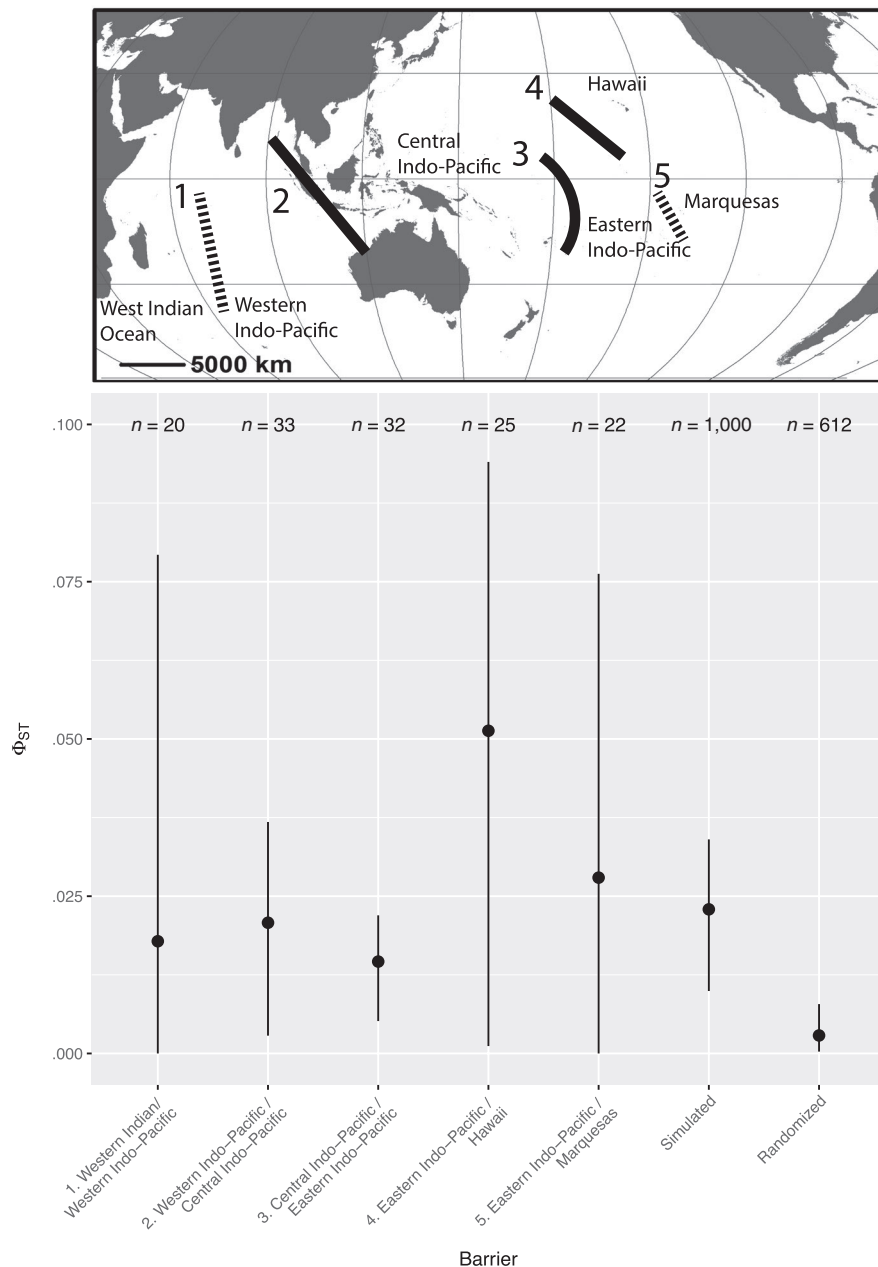 4
Hawaii
Central
Indo-Pacific
3
1
2
5
Marquesas
Eastern
Indo-Pacific
West Indian
Ocean
Western
Indo-Pacific
5000 km
.100
n = 20
n = 33
n = 32
n = 25
n = 22
n = 1,000
n = 612
.075
.050
.025
.000
ΦST
1. Western Indian/
Western Indo–Pacific
2. Western Indo–Pacific /
Central Indo–Pacific
3. Central Indo–Pacific /
Eastern Indo–Pacific
4. Eastern Indo–Pacific /
Hawaii
5. Eastern Indo–Pacific /
Marquesas
Simulated
Randomized
Barrier